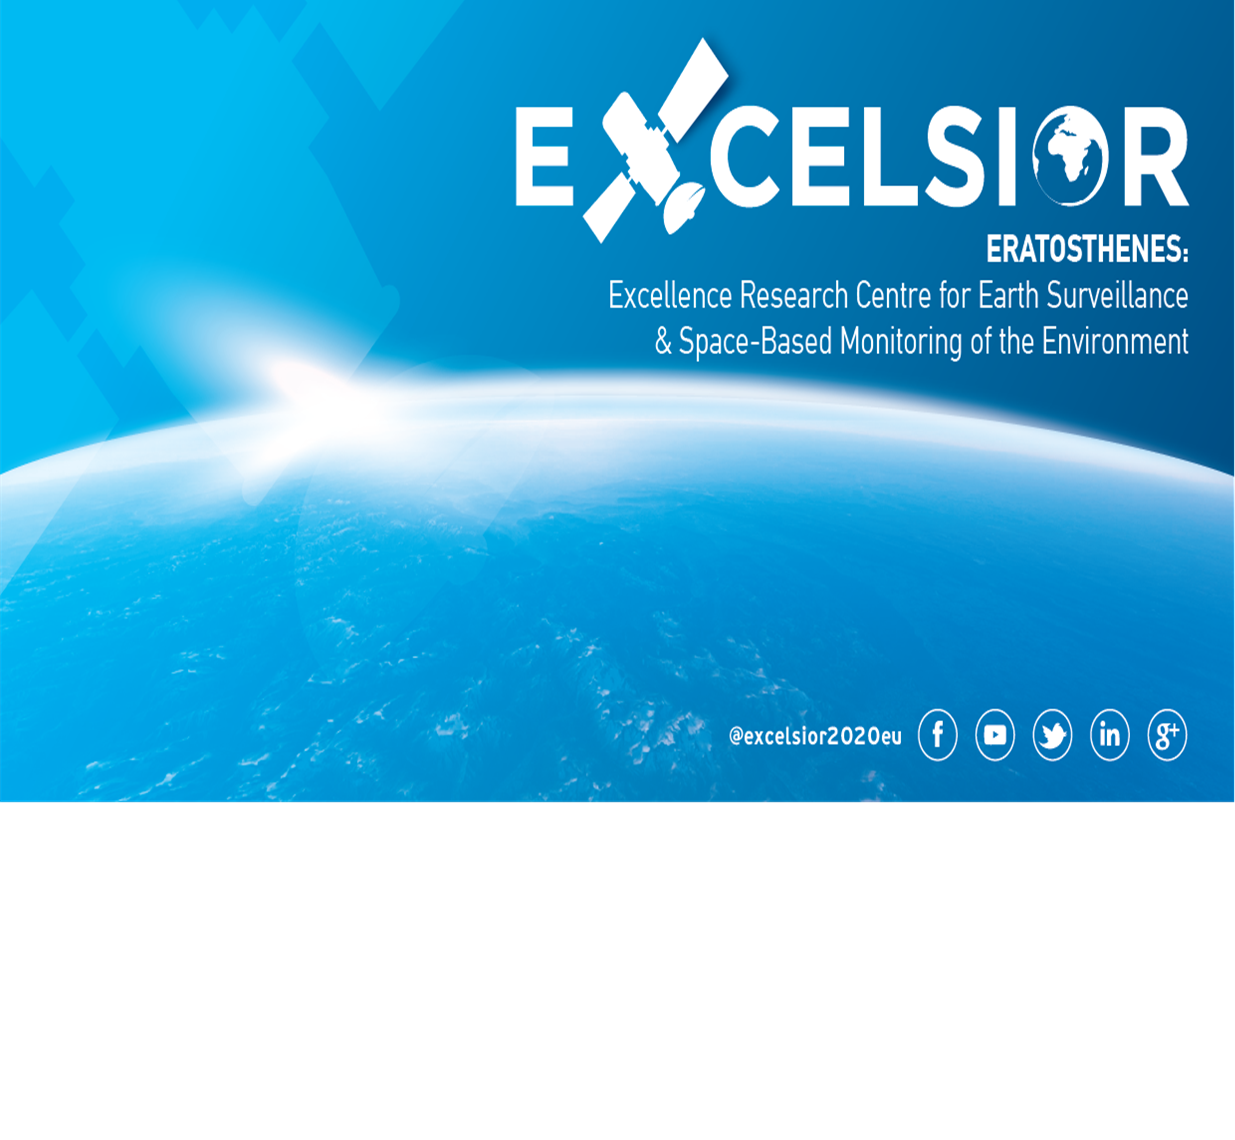 EXCELSIOR
ERATOSTHENES:
Excellence Research Centre for Earth Surveillance
& Space-Based Monitoring of the Environment
@excelsior2020eu